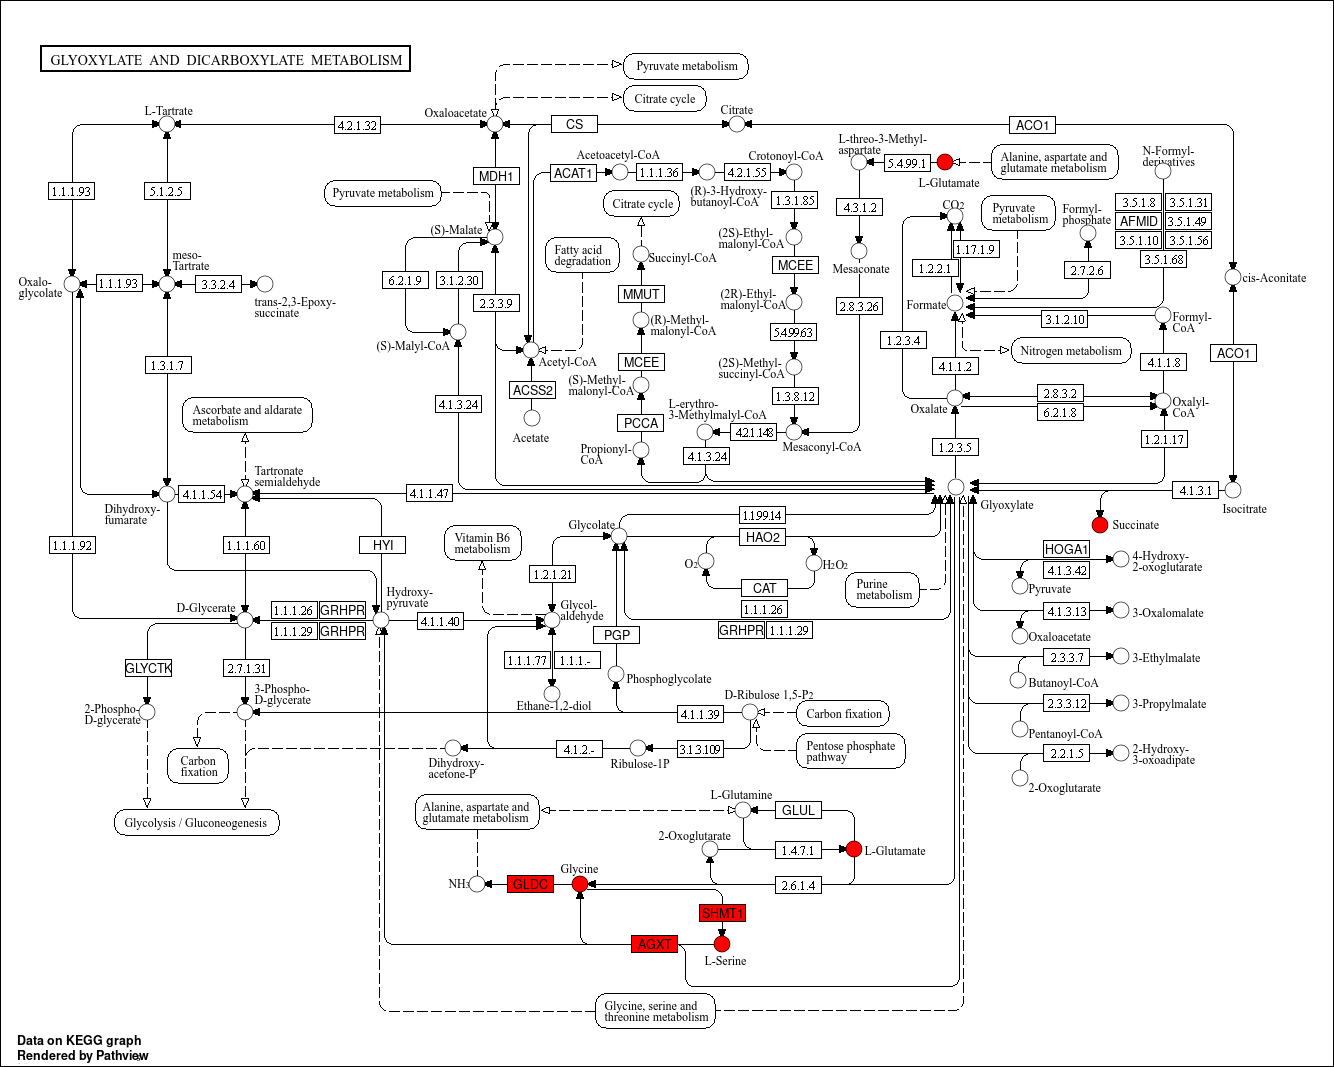 GLYOXYLATE AND DICARBOXYLATE METABOLISM
Pyruvate metabolism
Citrate cycle
L-Tartrate
4.2.1.32
Oxaloacetate
CS
Citrate
ACO1
1.1.1.93
5.1.2.5
MDH1
Pyruvate metabolism
(S)-Malate
Acetoacetyl-CoA
ACAT1
1.1.1.36
4.2.1.55
Crotonoyl-CoA
(R)-3-Hydroxy-
butanoyl-CoA
1.3.1.85
L-threo-3-Methyl-
aspartate
5.4.99.1
L-Glutamate
Alanine, aspartate and
glutamate metabolism
N-Formyl-
derivatives
3.5.1.8
3.5.1.31
AFMID
3.5.1.49
3.5.1.10
3.5.1.56
3.5.1.68
Citrate cycle
4.3.1.2
CO2
Pyruvate
metabolism
Formyl-
phosphate
Fatty acid
degradation
Succinyl-CoA
(2S)-Ethyl-
malonyl-CoA
MCEE
Mesaconate
1.17.1.9
1.2.2.1
2.7.2.6
meso-
Tartrate
Oxalo-
glycolate
1.1.1.93
3.3.2.4
trans-2,3-Epoxy-
succinate
6.2.1.9
3.1.2.30
2.3.3.9
MMUT
(2R)-Ethyl-
malonyl-CoA
2.8.3.26
Formate
cis-Aconitate
(R)-Methyl-
malonyl-CoA
5.4.99.63
3.1.2.10
Formyl-
CoA
(S)-Malyl-CoA
Acetyl-CoA
MCEE
1.2.3.4
Nitrogen metabolism
ACO1
1.3.1.7
(2S)-Methyl-
succinyl-CoA
4.1.1.2
4.1.1.8
ACSS2
(S)-Methyl-
malonyl-CoA
1.3.8.12
2.8.3.2
6.2.1.8
Oxalate
Oxalyl-
CoA
4.1.3.24
Acetate
PCCA
L-erythro-
3-Methylmalyl-CoA
4.2.1.148
Mesaconyl-CoA
Ascorbate and aldarate
metabolism
Propionyl-
CoA
4.1.3.24
1.2.3.5
1.2.1.17
Tartronate
semialdehyde
4.1.1.54
4.1.1.47
Dihydroxy-
fumarate
Glyoxylate
4.1.3.1
Isocitrate
Succinate
1.1.1.92
1.1.1.60
HYI
Vitamin B6
metabolism
Glycolate
1.1.99.14
HAO2
O2
H2O2
CAT
1.1.1.26
GRHPR
1.1.1.29
Purine
metabolism
HOGA1
4.1.3.42
4-Hydroxy-
2-oxoglutarate
Pyruvate
1.2.1.21
D-Glycerate
1.1.1.26
GRHPR
1.1.1.29
GRHPR
Hydroxy-
pyruvate
4.1.1.40
Glycol-
aldehyde
PGP
4.1.3.13
3-Oxalomalate
Oxaloacetate
GLYCTK
2.7.1.31
1.1.1.77
1.1.1.-
2.3.3.7
3-Ethylmalate
Butanoyl-CoA
2-Phospho-
D-glycerate
3-Phospho-
D-glycerate
Ethane-1,2-diol
Phosphoglycolate
D-Ribulose 1,5-P2
4.1.1.39
Carbon fixation
2.3.3.12
3-Propylmalate
Pentanoyl-CoA
Carbon
fixation
Dihydroxy-
acetone-P
4.1.2.-
Ribulose-1P
3.1.3.109
Pentose phosphate
pathway
2.2.1.5
2-Hydroxy-
3-oxoadipate
2-Oxoglutarate
Glycolysis / Gluconeogenesis
Alanine, aspartate and
glutamate metabolism
L-Glutamine
GLUL
2-Oxoglutarate
1.4.7.1
L-Glutamate
Glycine
NH3
GLDC
2.6.1.4
SHMT1
AGXT
L-Serine
Glycine, serine and
threonine metabolism
Data on KEGG graph
Rendered by Pathview